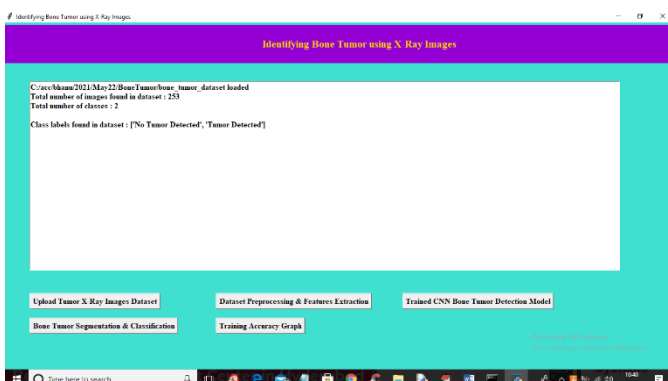 Identifying Bone Tumor using X-Ray Images
Identifying Bone Tumor using X-Ray Images
C:/acc/bhanu/2021/May22/BoneTumor/bone_tumor_dataset loaded
Total number of images found in dataset : 253
Total number of classes : 2
Class labels found in dataset : ['No Tumor Detected', 'Tumor Detected']
Upload Tumor X-Ray Images Dataset
Dataset Preprocessing & Features Extraction
Trained CNN Bone Tumor Detection Model
Bone Tumor Segmentation & Classification
Training Accuracy Graph
Type here to search
16:40